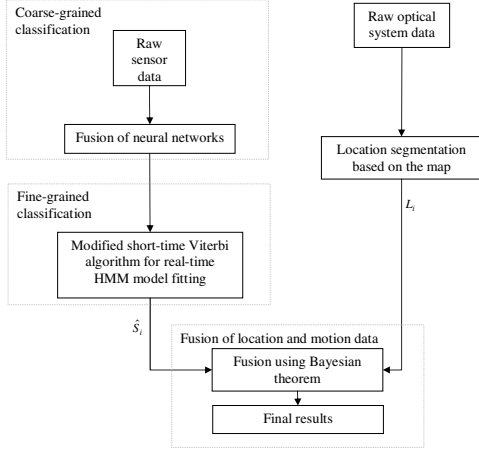 Coarse-grained
classification
Raw
sensor
data
Fusion of neural networks
Fine-grained
classification
Modified short-time Viterbi
algorithm for real-time
HMM model fitting
Ŝi
Raw optical
system data
Location segmentation
based on the map
Li
Fusion of location and motion data
Fusion using Bayesian
theorem
Final results